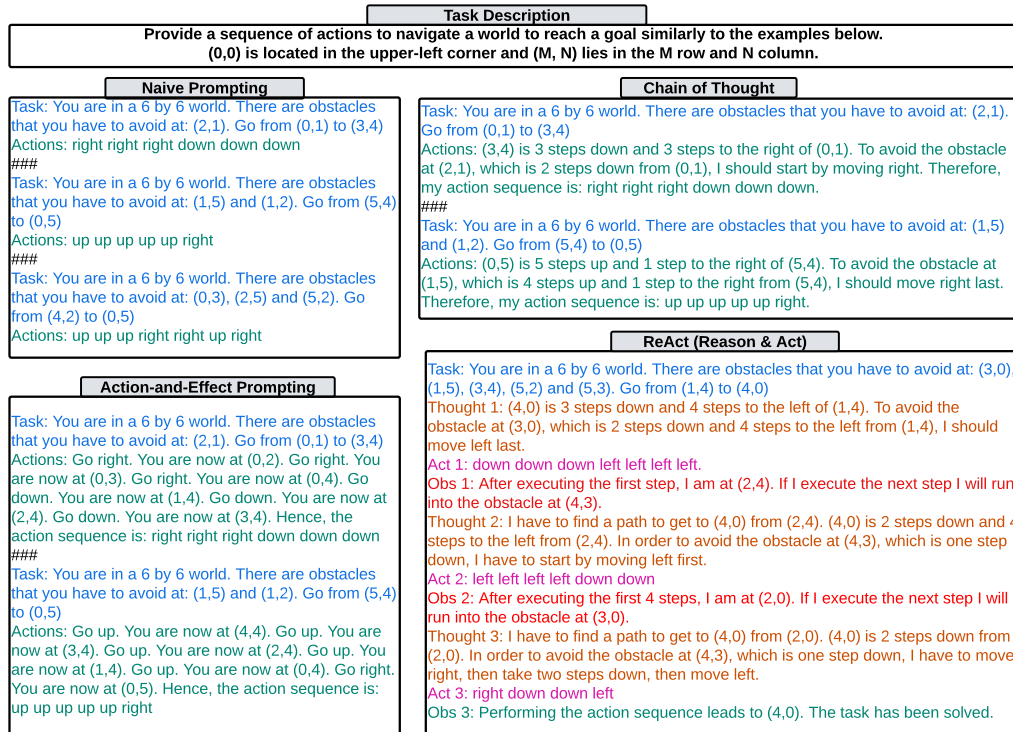 Task Description
Provide a sequence of actions to navigate a world to reach a goal similarly to the examples below.
(0,0) is located in the upper-left corner and (M, N) lies in the M row and N column.
Naive Prompting
Task: You are in a 6 by 6 world. There are obstacles
that you have to avoid at: (2,1). Go from (0,1) to (3,4)
Actions: right right right down down down
###
Task: You are in a 6 by 6 world. There are obstacles
that you have to avoid at: (1,5) and (1,2). Go from (5,4)
to (0,5)
Actions: up up up up up right
###
Task: You are in a 6 by 6 world. There are obstacles
that you have to avoid at: (0,3), (2,5) and (5,2). Go
from (4,2) to (0,5)
Actions: up up up right right up right
Action-and-Effect Prompting
Task: You are in a 6 by 6 world. There are obstacles
that you have to avoid at: (2,1). Go from (0,1) to (3,4)
Actions: Go right. You are now at (0,2). Go right. You
are now at (0,3). Go right. You are now at (0,4). Go
down. You are now at (1,4). Go down. You are now at
(2,4). Go down. You are now at (3,4). Hence, the
action sequence is: right right right down down down
###
Task: You are in a 6 by 6 world. There are obstacles
that you have to avoid at: (1,5) and (1,2). Go from (5,4)
to (0,5)
Actions: Go up. You are now at (4,4). Go up. You are
now at (3,4). Go up. You are now at (2,4). Go up. You
are now at (1,4). Go up. You are now at (0,4). Go right.
You are now at (0,5). Hence, the action sequence is:
up up up up up right
Chain of Thought
Task: You are in a 6 by 6 world. There are obstacles that you have to avoid at: (2,1).
Go from (0,1) to (3,4)
Actions: (3,4) is 3 steps down and 3 steps to the right of (0,1). To avoid the obstacle
at (2,1), which is 2 steps down from (0,1), I should start by moving right. Therefore,
my action sequence is: right right right down down down.
###
Task: You are in a 6 by 6 world. There are obstacles that you have to avoid at: (1,5)
and (1,2). Go from (5,4) to (0,5)
Actions: (0,5) is 5 steps up and 1 step to the right of (5,4). To avoid the obstacle at
(1,5), which is 4 steps up and 1 step to the right from (5,4), I should move right last.
Therefore, my action sequence is: up up up up up right.
ReAct (Reason & Act)
Task: You are in a 6 by 6 world. There are obstacles that you have to avoid at: (3,0),
(1,5), (3,4), (5,2) and (5,3). Go from (1,4) to (4,0)
Thought 1: (4,0) is 3 steps down and 4 steps to the left of (1,4). To avoid the
obstacle at (3,0), which is 2 steps down and 4 steps to the left from (1,4), I should
move left last.
Act 1: down down down left left left left.
Obs 1: After executing the first step, I am at (2,4). If I execute the next step I will run
into the obstacle at (4,3).
Thought 2: I have to find a path to get to (4,0) from (2,4). (4,0) is 2 steps down and 4
steps to the left from (2,4). In order to avoid the obstacle at (4,3), which is one step
down, I have to start by moving left first.
Act 2: left left left left down down
Obs 2: After executing the first 4 steps, I am at (2,0). If I execute the next step I will
run into the obstacle at (3,0).
Thought 3: I have to find a path to get to (4,0) from (2,0). (4,0) is 2 steps down from
(2,0). In order to avoid the obstacle at (4,3), which is one step down, I have to move
right, then take two steps down, then move left.
Act 3: right down down left
Obs 3: Performing the action sequence leads to (4,0). The task has been solved.